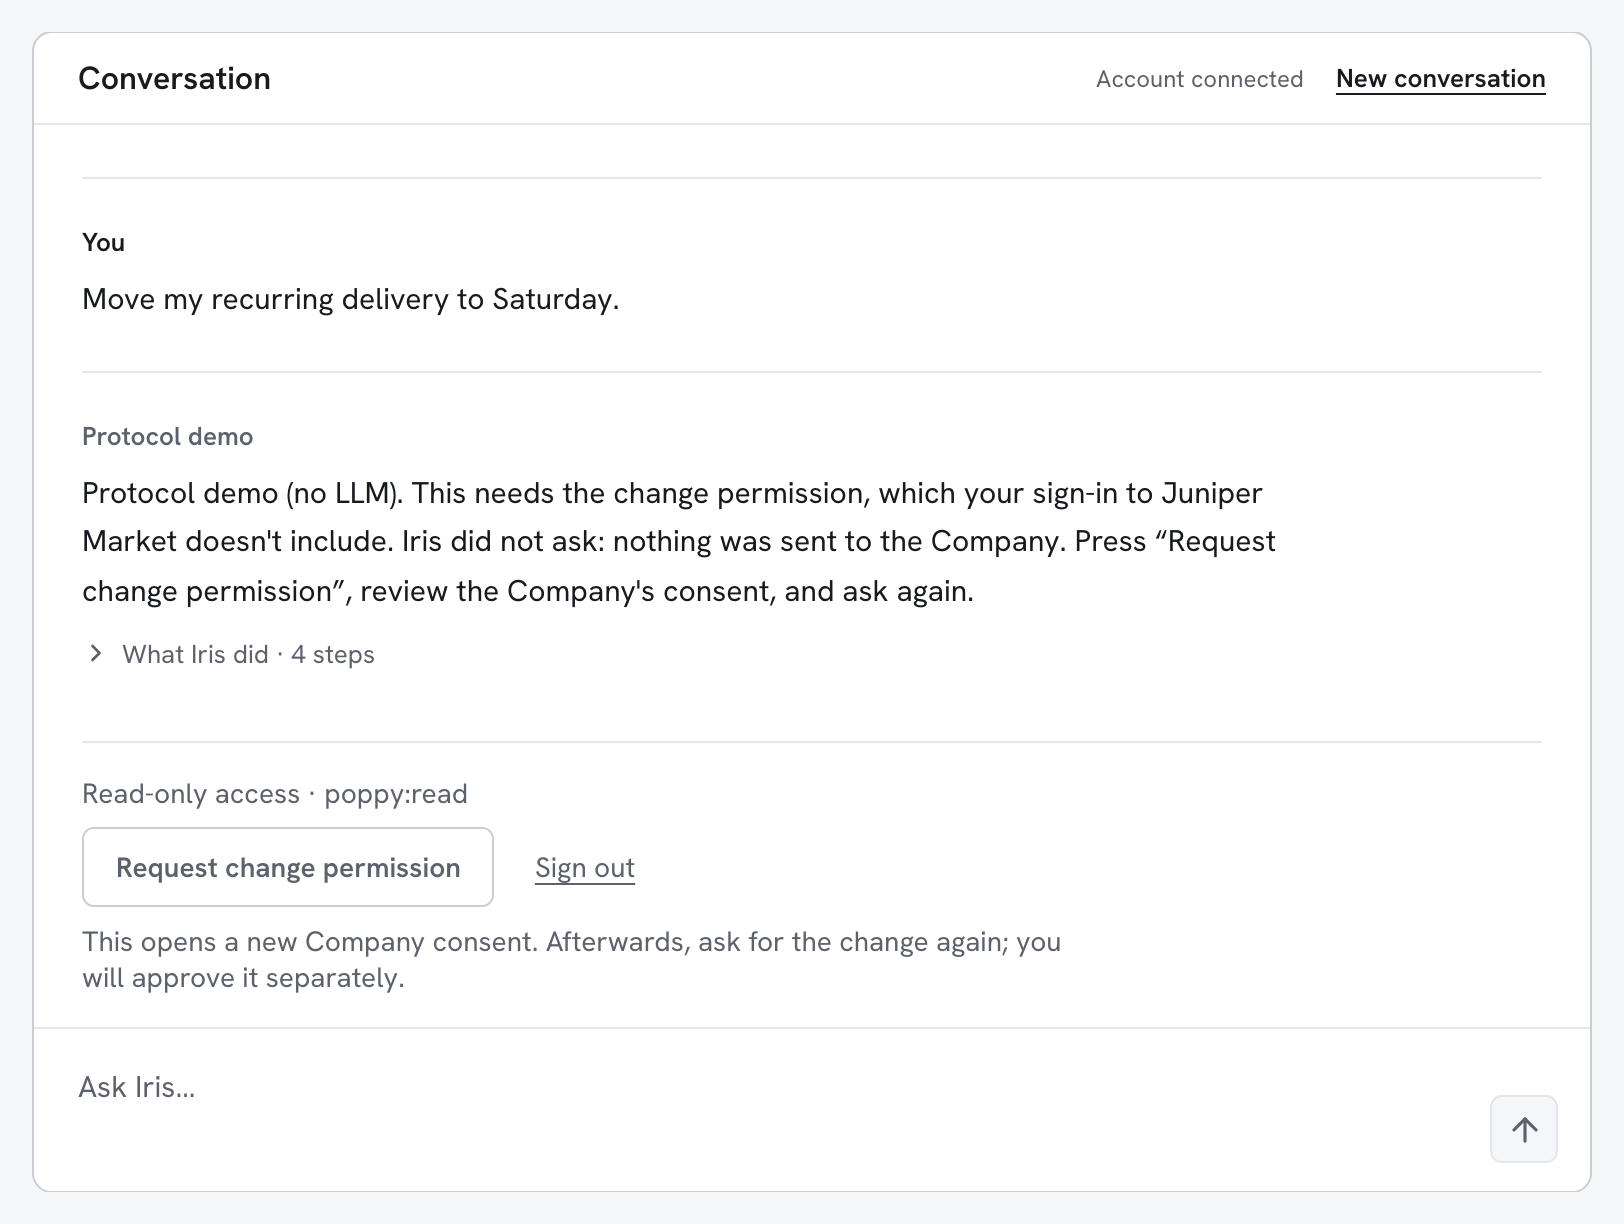 Conversation
Account connected
New conversation
You
Move my recurring delivery to Saturday.
Protocol demo
Protocol demo (no LLM). This needs the change permission, which your sign-in to Juniper
Market doesn't include. Iris did not ask: nothing was sent to the Company. Press “Request
change permission”, review the Company's consent, and ask again.
What Iris did · 4 steps
Read-only access · poppy:read
Request change permission
Sign out
This opens a new Company consent. Afterwards, ask for the change again; you
will approve it separately.
Ask Iris...